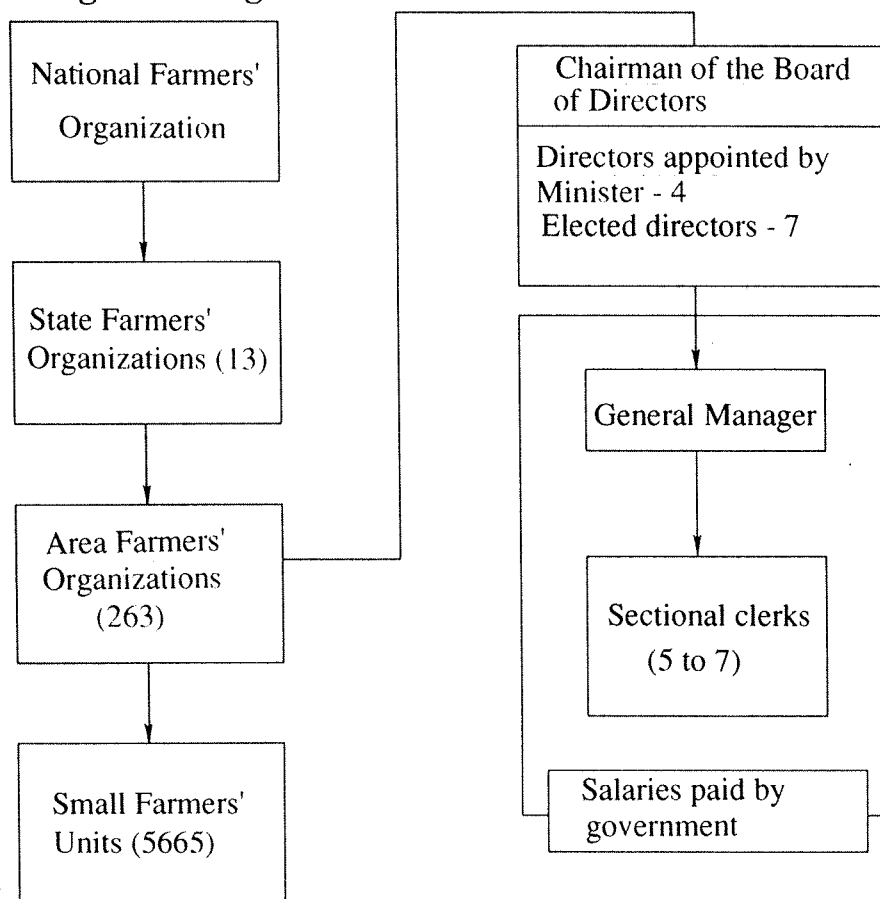 National Farmers'
Organization
State Farmers'
Organizations (13)
Area Farmers'
Organizations
(263)
Small Farmers'
Units (5665)
Chairman of the Board
of Directors
Directors appointed by
Minister - 4
Elected directors - 7
General Manager
Sectional clerks
(5 to 7)
Salaries paid by
government